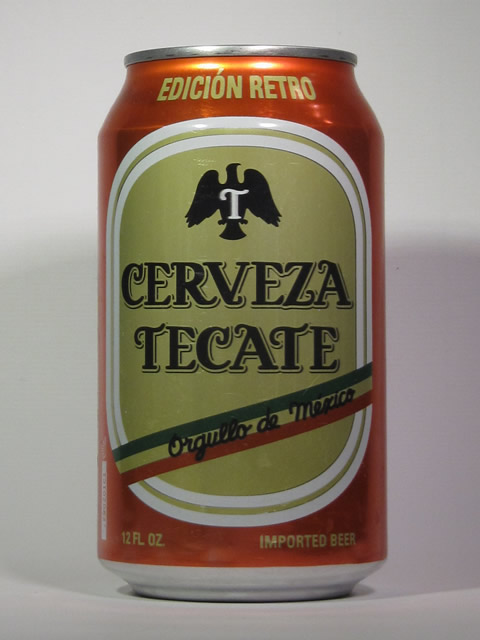 EDICIÓN RETRO
T
CERVEZA
TECATE
Orgullo de México
12 FL. OZ.
IMPORTED BEER